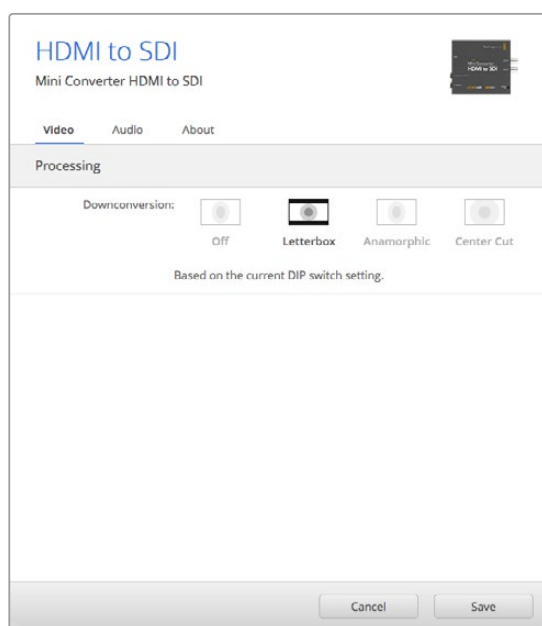 HDMI to SDI
Mini Converter HDMI to SDI
Video Audio About
Processing
Downconversion:
Off Letterbox Anamorphic Center Cut
Based on the current DIP switch setting.
Cancel Save